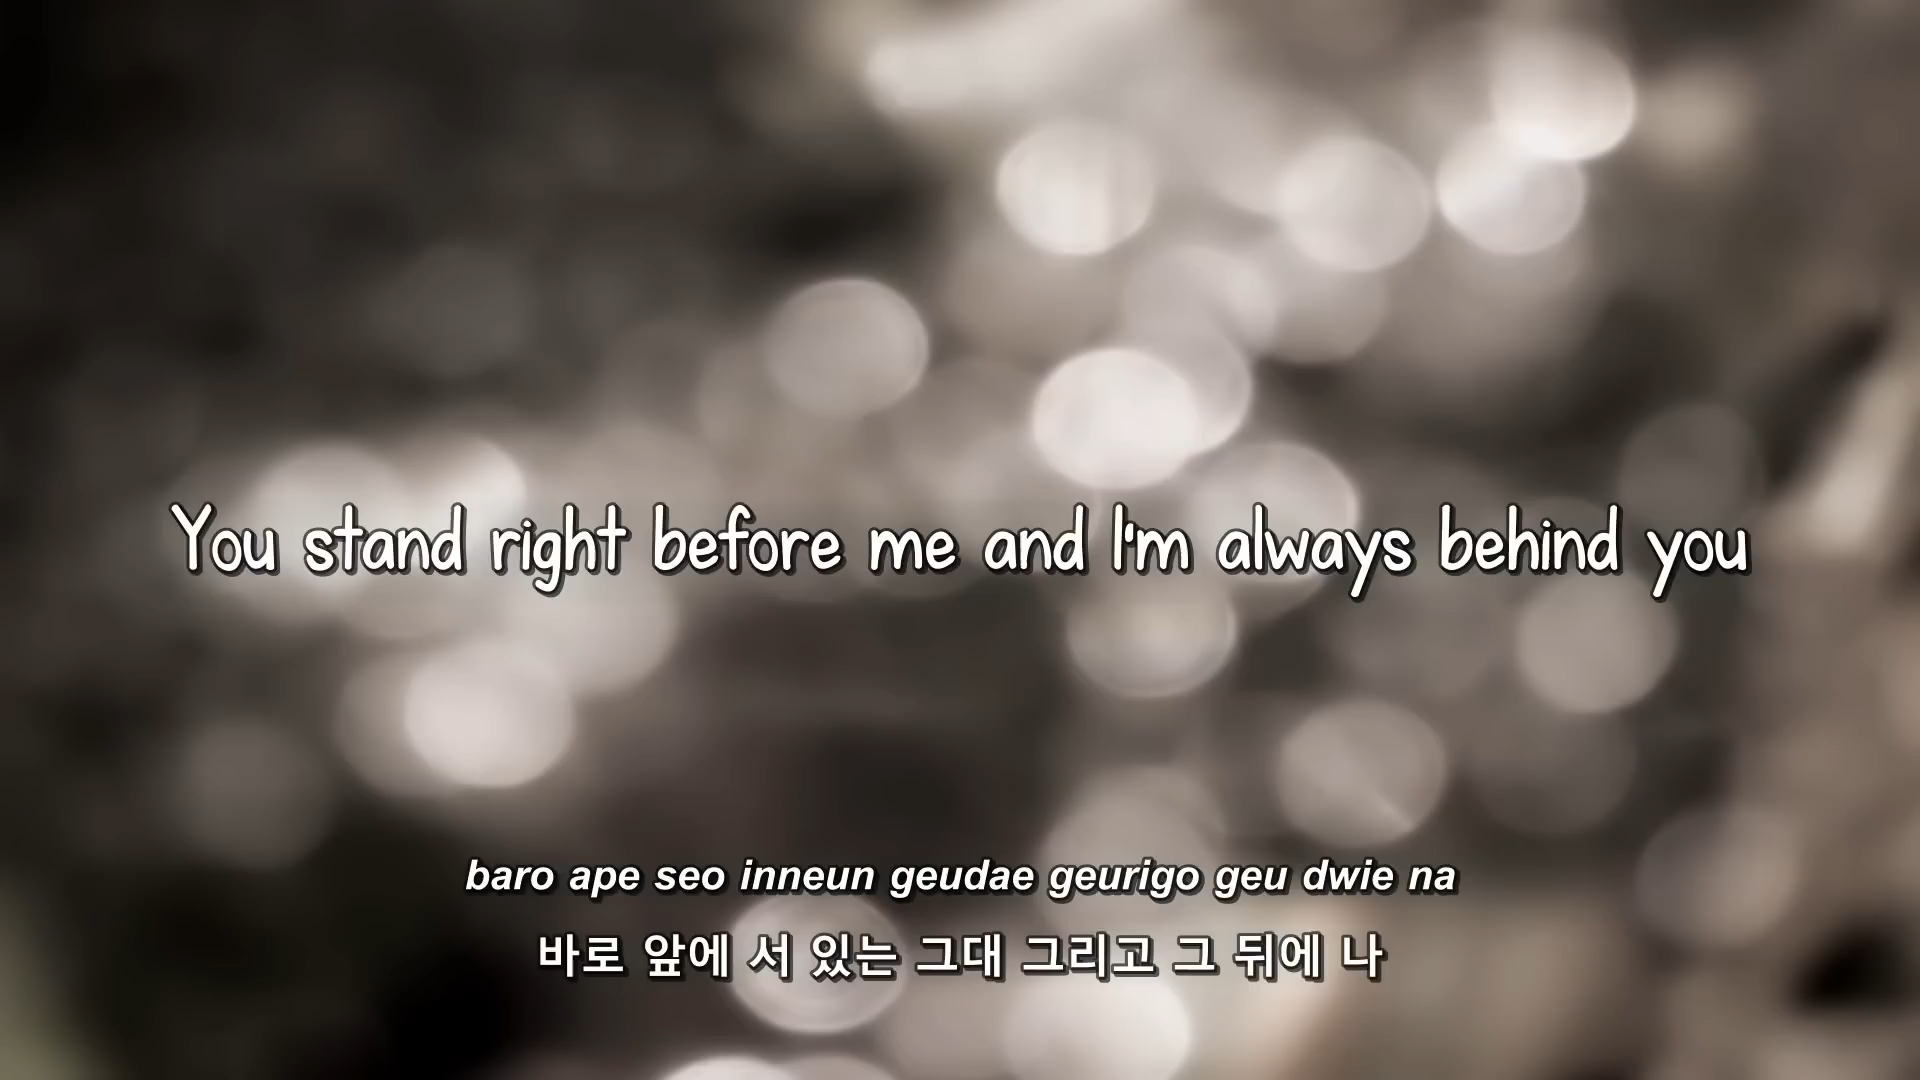 You stand right before me and I'm always behind you
baro ape seo inneun geudae geurigo geu dwie na
바로 앞에 서 있는 그대 그리고 그 뒤에 나